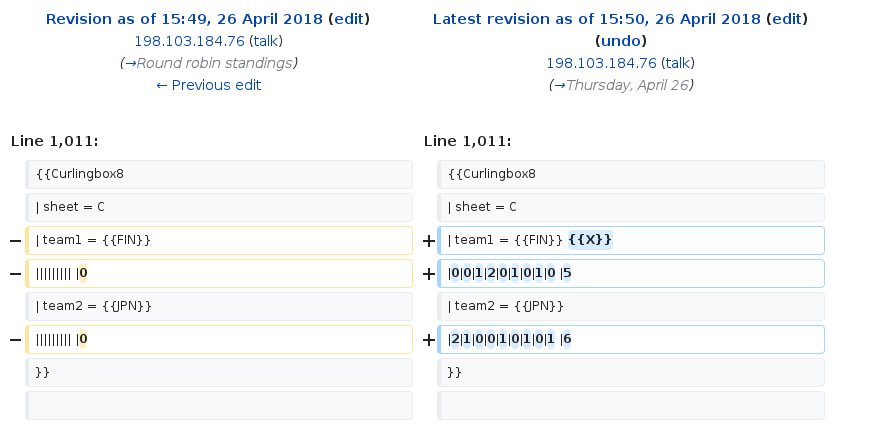 Revision as of 15:49, 26 April 2018 (edit)
198.103.184.76 (talk)
(→Round robin standings)
← Previous edit
Latest revision as of 15:50, 26 April 2018 (edit)
(undo)
198.103.184.76 (talk)
(→Thursday, April 26)
Line 1,011:
Line 1,011:
{{Curlingbox8
{{Curlingbox8
| sheet = C
| sheet = C
− | team1 = {{FIN}}
+ | team1 = {{FIN}} {{X}}
− ||||||||| |0
+ |0|0|1|2|0|1|0|1|0 |5
| team2 = {{JPN}}
| team2 = {{JPN}}
− ||||||||| |0
+ |2|1|0|0|1|0|1|0|1 |6
}}
}}